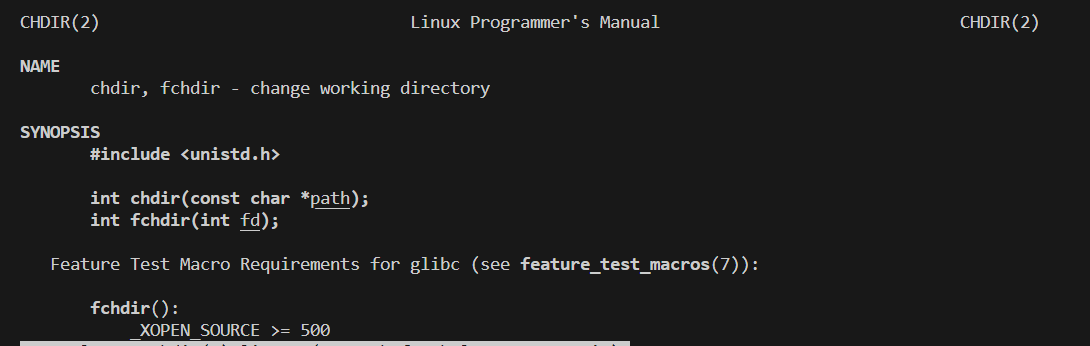 CHDIR(2) Linux Programmer's Manual CHDIR(2)
NAME
chdir, fchdir - change working directory
SYNOPSIS
#include <unistd.h>
int chdir(const char *path);
int fchdir(int fd);
Feature Test Macro Requirements for glibc (see feature_test_macros(7)):
fchdir():
_XOPEN_SOURCE >= 500